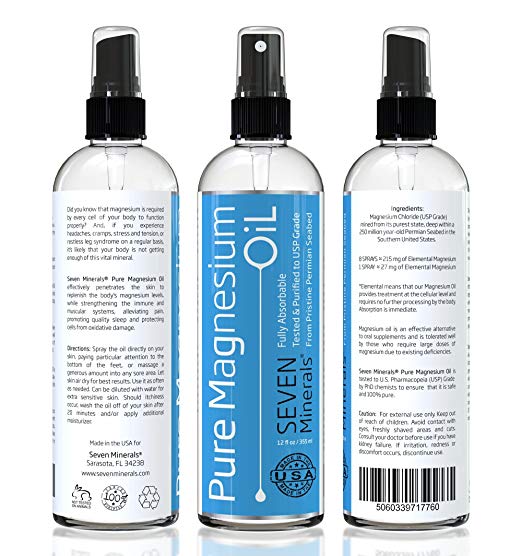 Did you know that magnesium is required
by every cell of your body to function
properly? And, if you experience
headaches, cramps, stress and tension, or
restless leg syndrome on a regular basis,
it's likely that your body is not getting
enough of this vital mineral.
Seven Minerals® Pure Magnesium Oil
effectively penetrates the skin to
replenish the body's magnesium levels,
while strengthening the immune and
muscular systems, alleviating pain,
promoting quality sleep and protecting
cells from oxidative damage.
Directions: Spray the oil directly on your
skin, paying particular attention to the
bottom of the feet, or massage a
generous amount into any sore area. Let
skin air dry for best results. Use it as often
as needed. Can be diluted with water for
extra sensitive skin. Should itchiness
occur wash the oil off of your skin after
20 minutes and/or apply additional
moisturizer.
Made in the USA for
Seven Minerals®
Sarasota, FL 34238
www.sevenminerals.com
NOT TESTED
ON ANIMALS
100%
Pure Magnesium
OiL
Fully Absorbable
Tested & Purified to USP Grade
From Pristine Permian Seabed
SEVEN
Minerals®
12 fl oz / 355 ml
MADE IN THE
USA
MADE IN THE
Ingredients:
Magnesium Chloride (USP Grade)
mined from its purest state, deep within a
250 million year-old Permian Seabed in the
Southern United States.
8 SPRAYS = 215 mg of Elemental Magnesium
1 SPRAY = 27 mg of Elemental Magnesium
*Elemental means that our Magnesium Oil
provides treatment at the cellular level and
requires no further processing by the body.
Absorption is immediate.
Magnesium oil is an effective alternative
to oral supplements and is tolerated well
by those who require large doses of
magnesium due to existing deficiencies.
Seven Minerals® Pure Magnesium Oil is
tested to U.S. Pharmacopeia (USP) Grade
by PhD chemists to ensure that it is safe
and 100% pure.
Caution: For external use only. Keep out
of reach of children. Avoid contact with
eyes, freshly shaved areas and cuts.
Consult your doctor before use if you have
kidney failure. If irritation, redness or
discomfort occurs, discontinue use.
5060339717760